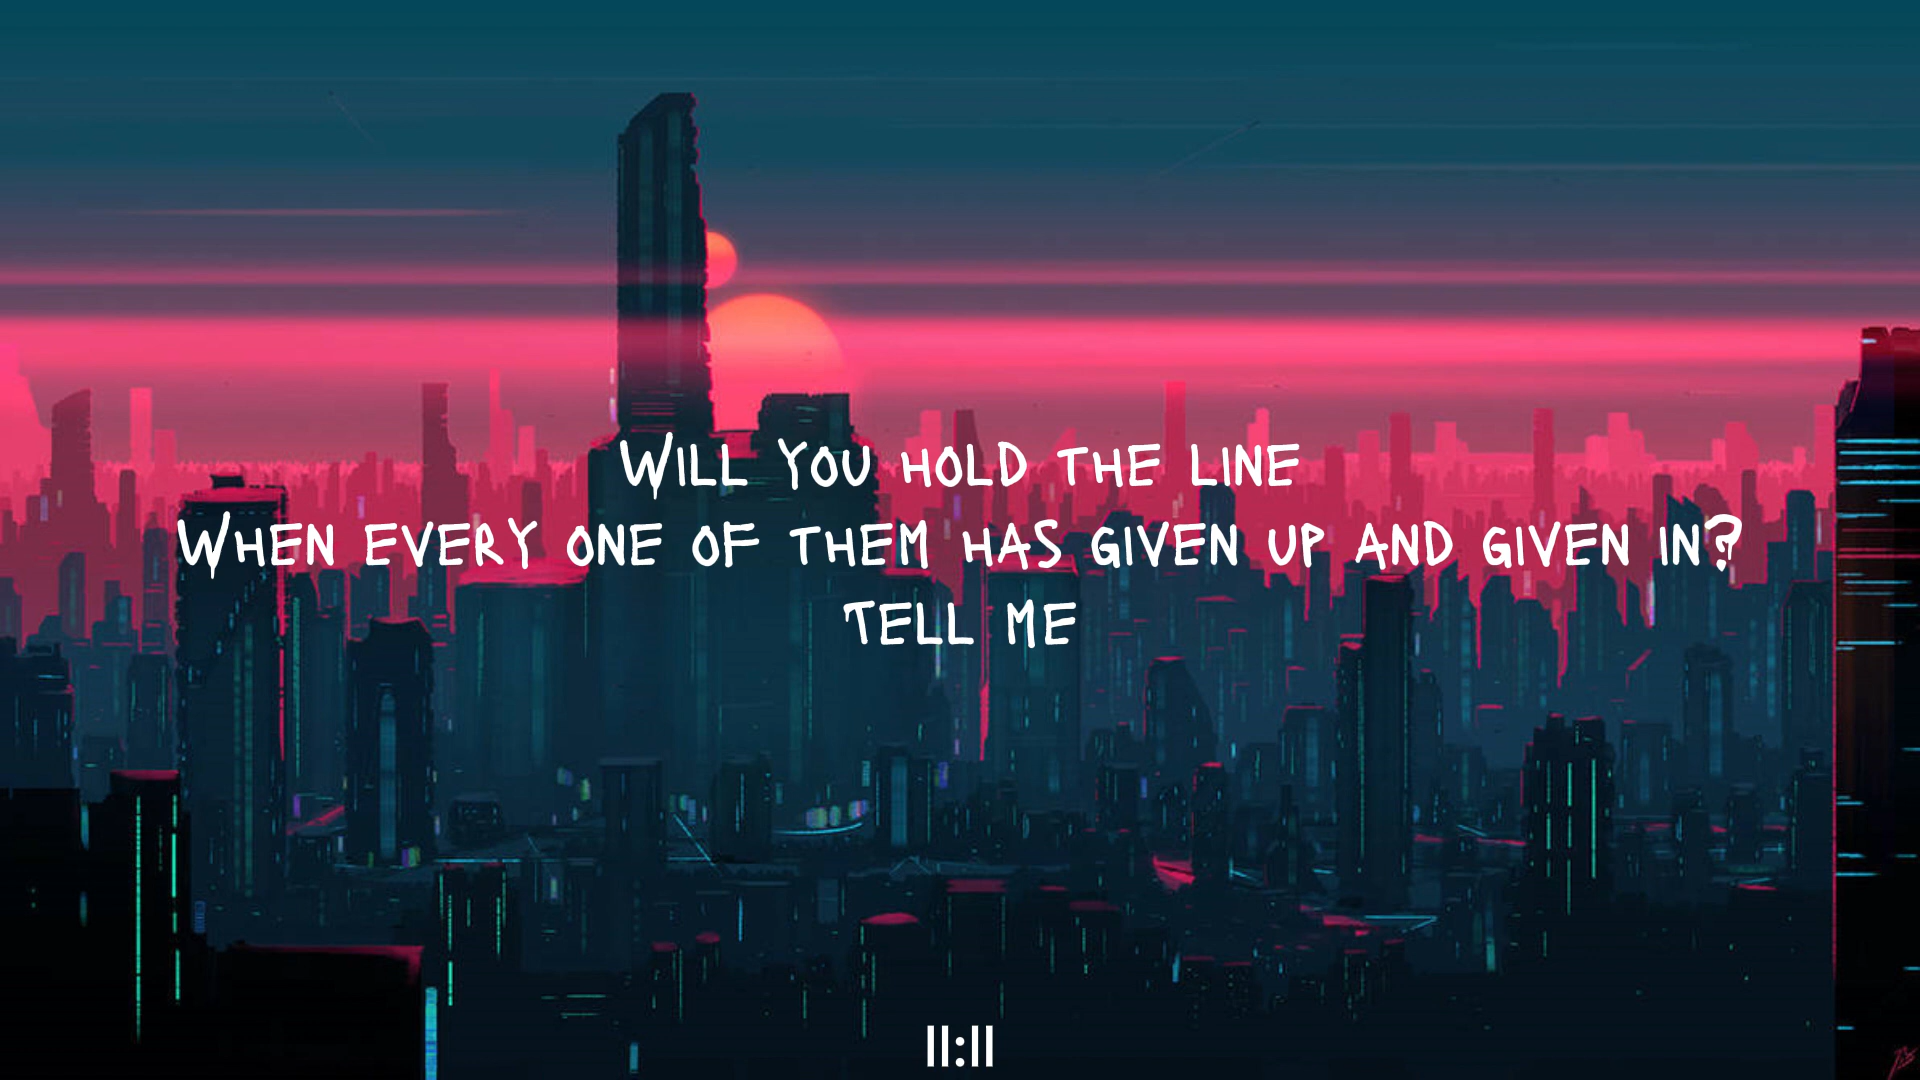 Will You hold the line
When every one of them has given up and given in?
Tell me
11:11